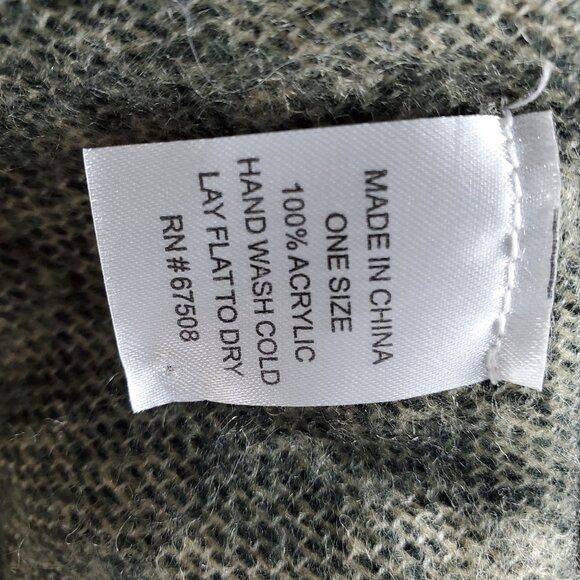 MADE IN CHINA
ONE SIZE
100% ACRYLIC
HAND WASH COLD
LAY FLAT TO DRY
RN # 67508